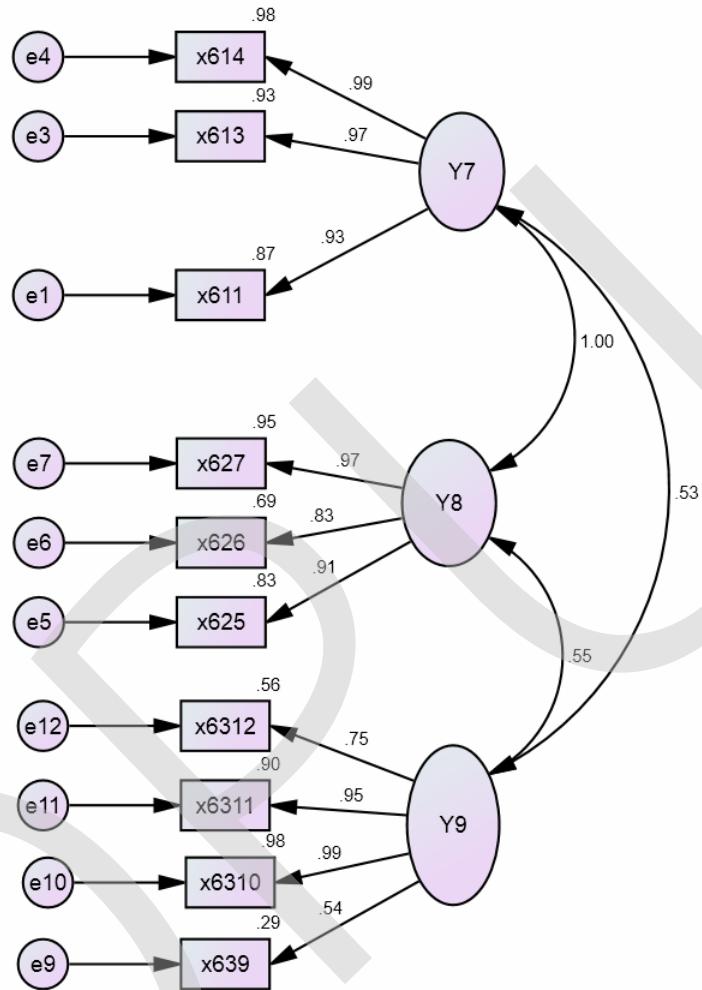 .98
e4 x614
.99
.93
e3 x613 .97
Y7
.93
.87
e1 x611
1.00
.95
e7 x627 .97
.53
.69
Y8
e6 x626 .83
.83 .91
e5 x625
.55
.56
e12 x6312 .75
.90
e11 x6311 .95
Y9
.98
e10 x6310 .99
.54
.29
e9 x639